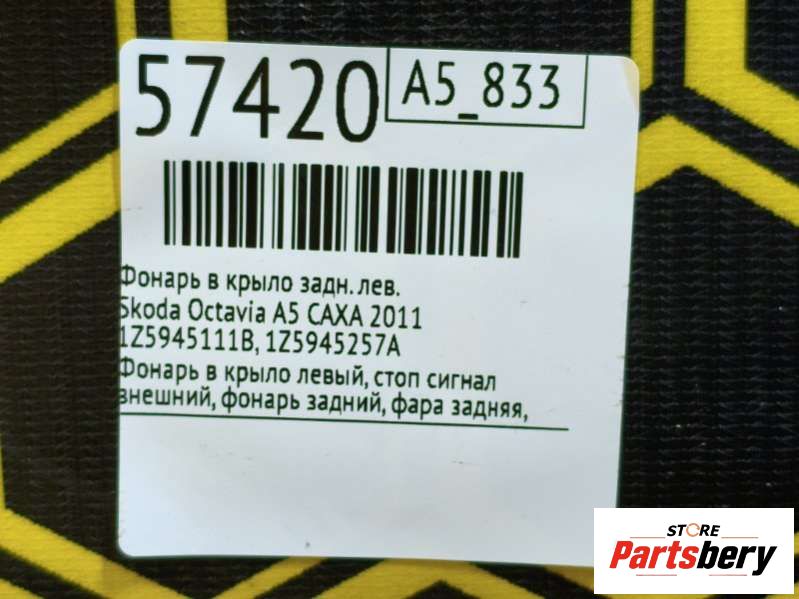 57420
A5_833
Фонарь в крыло задн. лев.
Skoda Octavia A5 CAXA 2011
1Z5945111B, 1Z5945257A
Фонарь в крыло левый, стоп сигнал
внешний, фонарь задний, фара задняя,
STORE
Partsbery